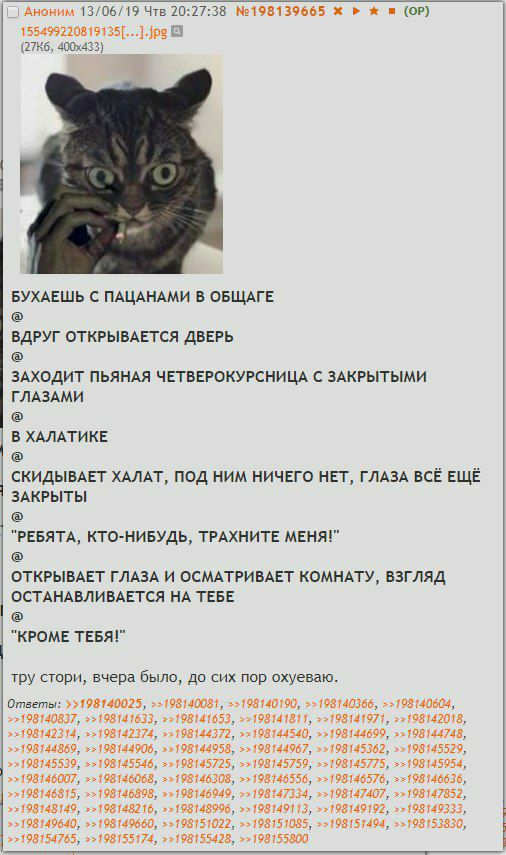 Аноним 13/06/19 Чтв 20:27:38 №198139665 (OP)
155499220819135[...].jpg
(27Кб, 400x433)
БУХАЕШЬ С ПАЦАНАМИ В ОБЩАГЕ
@
ВДРУГ ОТКРЫВАЕТСЯ ДВЕРЬ
@
ЗАХОДИТ ПЬЯНАЯ ЧЕТВЕРОКУРСНИЦА С ЗАКРЫТЫМИ
ГЛАЗАМИ
@
В ХАЛАТИКЕ
@
СКИДЫВАЕТ ХАЛАТ, ПОД НИМ НИЧЕГО НЕТ, ГЛАЗА ВСЁ ЕЩЁ
ЗАКРЫТЫ
@
"РЕБЯТА, КТО-НИБУДЬ, ТРАХНИТЕ МЕНЯ!"
@
ОТКРЫВАЕТ ГЛАЗА И ОСМАТРИВАЕТ КОМНАТУ, ВЗГЛЯД
ОСТАНАВЛИВАЕТСЯ НА ТЕБЕ
@
"КРОМЕ ТЕБЯ!"
тру стори, вчера было, до сих пор охуеваю.
Ответы: >>198140025, >>198140081, >>198140190, >>198140366, >>198140604,
>>198140837, >>198141633, >>198141653, >>198141811, >>198141971, >>198142018,
>>198142314, >>198142374, >>198144372, >>198144540, >>198144699, >>198144748,
>>198144869, >>198144906, >>198144958, >>198144967, >>198145362, >>198145529,
>>198145539, >>198145546, >>198145725, >>198145759, >>198145775, >>198145954,
>>198146007, >>198146068, >>198146308, >>198146556, >>198146576, >>198146636,
>>198146815, >>198146898, >>198146949, >>198147334, >>198147407, >>198147852,
>>198148149, >>198148216, >>198148996, >>198149113, >>198149192, >>198149333,
>>198149640, >>198149660, >>198151022, >>198151085, >>198151494, >>198153830,
>>198154765, >>198155174, >>198155428, >>198155800